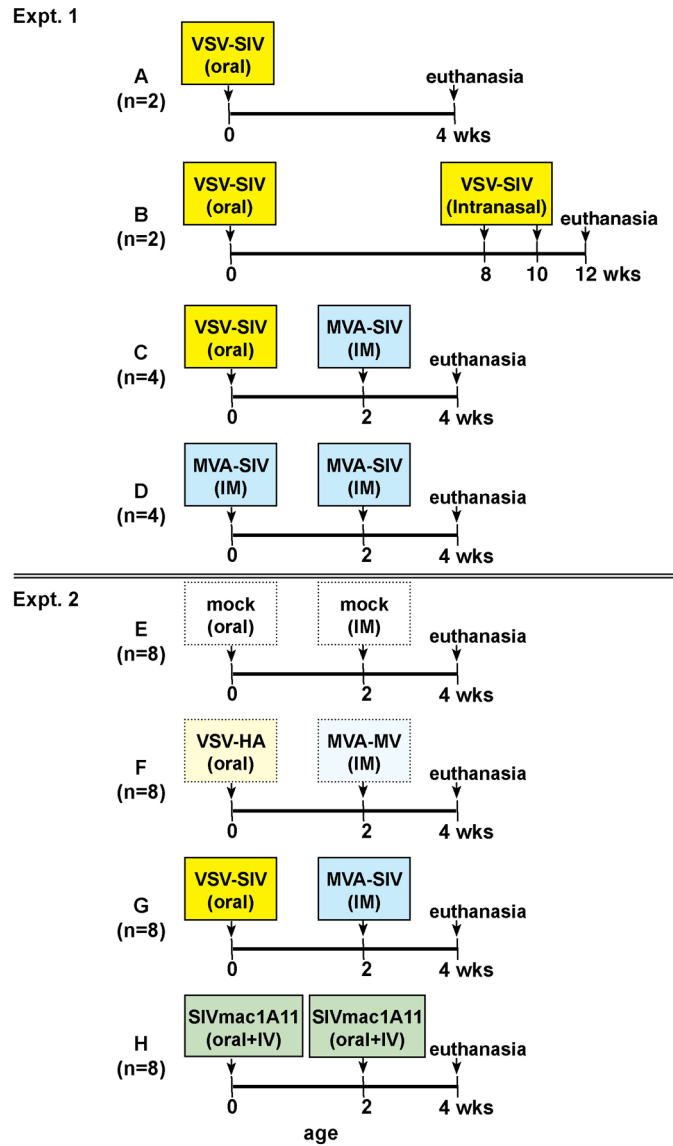 Expt. 1
VSV-SIV
(oral)
A
(n=2)
euthanasia
0
4 wks
VSV-SIV
(oral)
VSV-SIV
(Intranasal)
B
(n=2)
euthanasia
0
8
10
12 wks
VSV-SIV
(oral)
MVA-SIV
(IM)
C
(n=4)
euthanasia
0
2
4 wks
MVA-SIV
(IM)
MVA-SIV
(IM)
D
(n=4)
euthanasia
0
2
4 wks
Expt. 2
mock
(oral)
mock
(IM)
E
(n=8)
euthanasia
0
2
4 wks
VSV-HA
(oral)
MVA-MV
(IM)
F
(n=8)
euthanasia
0
2
4 wks
VSV-SIV
(oral)
MVA-SIV
(IM)
G
(n=8)
euthanasia
0
2
4 wks
SIVmac1A11
(oral+IV)
SIVmac1A11
(oral+IV)
H
(n=8)
euthanasia
0
2
4 wks
age